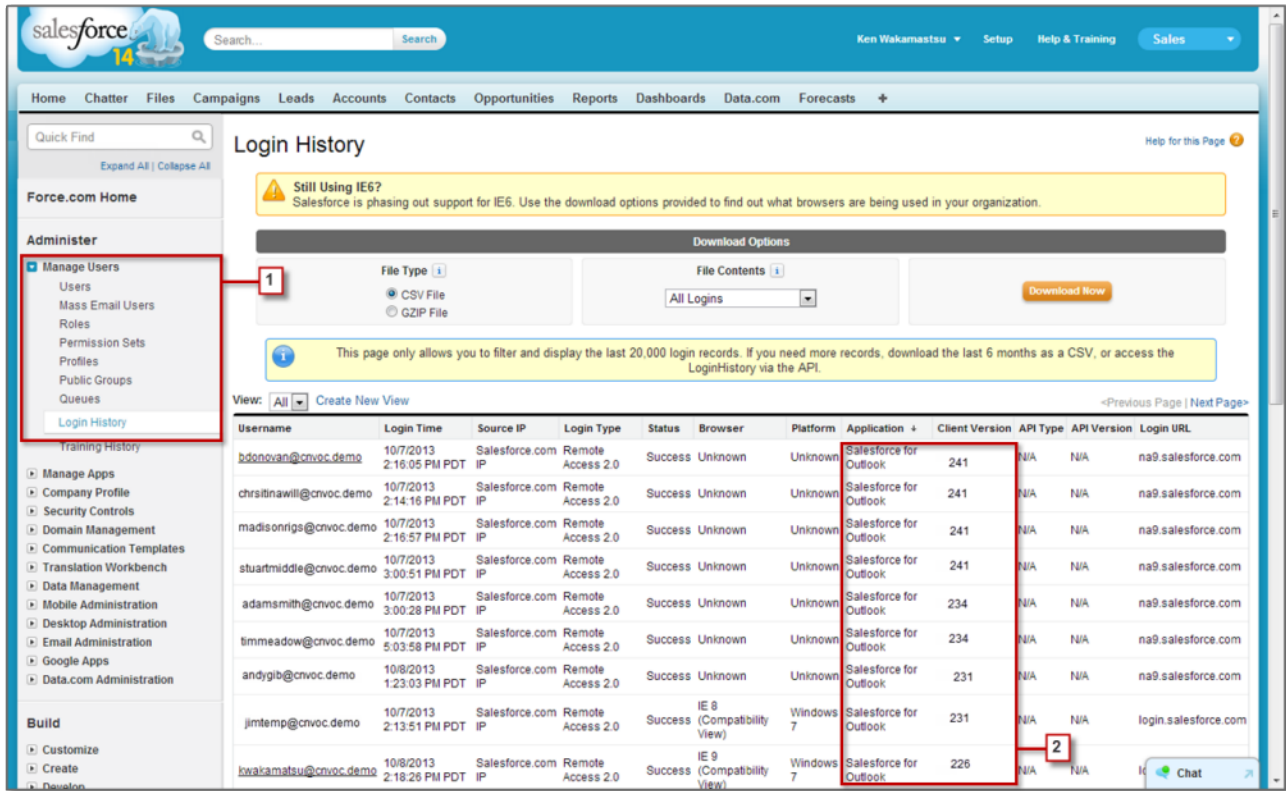 salesforce
14
Search...
Search
Ken Wakamastsu
Setup
Help & Training
Sales
Home Chatter Files Campaigns Leads Accounts Contacts Opportunities Reports Dashboards Data.com Forecasts +
Quick Find
Expand All | Collapse All
Force.com Home
Administer
Manage Users
Users
Mass Email Users
Roles
Permission Sets
Profiles
Public Groups
Queues
Login History
Training History
Manage Apps
Company Profile
Security Controls
Domain Management
Communication Templates
Translation Workbench
Data Management
Mobile Administration
Desktop Administration
Email Administration
Google Apps
Data.com Administration
Build
Customize
Create
Develop
1
Login History
Help for this Page ?
Still Using IE6?
Salesforce is phasing out support for IE6. Use the download options provided to find out what browsers are being used in your organization.
Download Options
File Type i
CSV File
GZIP File
File Contents i
All Logins
Download Now
This page only allows you to filter and display the last 20,000 login records. If you need more records, download the last 6 months as a CSV, or access the
LoginHistory via the API.
View: All Create New View
<Previous Page | Next Page>
Username Login Time Source IP Login Type Status Browser Platform Application Client Version API Type API Version Login URL
bdonovan@cnvoc.demo 10/7/2013 2:16:05 PM PDT Salesforce.com IP Remote Access 2.0 Success Unknown Unknown Salesforce for Outlook 241 N/A N/A na9.salesforce.com
chrsitinawill@cnvoc.demo 10/7/2013 2:14:16 PM PDT Salesforce.com IP Remote Access 2.0 Success Unknown Unknown Salesforce for Outlook 241 N/A N/A na9.salesforce.com
madisonrigs@cnvoc.demo 10/7/2013 2:16:57 PM PDT Salesforce.com IP Remote Access 2.0 Success Unknown Unknown Salesforce for Outlook 241 N/A N/A na9.salesforce.com
stuartmiddle@cnvoc.demo 10/7/2013 3:00:51 PM PDT Salesforce.com IP Remote Access 2.0 Success Unknown Unknown Salesforce for Outlook 241 N/A N/A na9.salesforce.com
adamsmith@cnvoc.demo 10/7/2013 3:00:28 PM PDT Salesforce.com IP Remote Access 2.0 Success Unknown Unknown Salesforce for Outlook 234 N/A N/A na9.salesforce.com
timmeadow@cnvoc.demo 10/7/2013 5:03:58 PM PDT Salesforce.com IP Remote Access 2.0 Success Unknown Unknown Salesforce for Outlook 234 N/A N/A na9.salesforce.com
andygib@cnvoc.demo 10/8/2013 1:23:03 PM PDT Salesforce.com IP Remote Access 2.0 Success Unknown Unknown Salesforce for Outlook 231 N/A N/A na9.salesforce.com
jimtemp@cnvoc.demo 10/7/2013 2:13:51 PM PDT Salesforce.com IP Remote Access 2.0 Success IE 8 (Compatibility View) Windows 7 Salesforce for Outlook 231 N/A N/A login.salesforce.com
kwakamatsu@cnvoc.demo 10/8/2013 2:18:26 PM PDT Salesforce.com IP Remote Access 2.0 Success IE 9 (Compatibility View) Windows 7 Salesforce for Outlook 226 N/A N/A
2
Chat